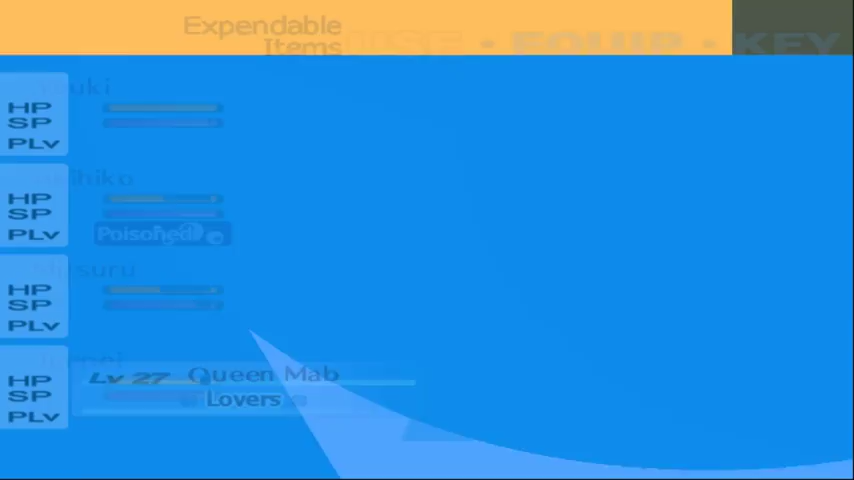 Expendable
Items
USE · EQUIP · KEY
HP
SP
PLv
HP
SP
PLv
Poisoned
HP
SP
PLv
Lv 27 Queen Mab
HP
SP
Lovers
PLv